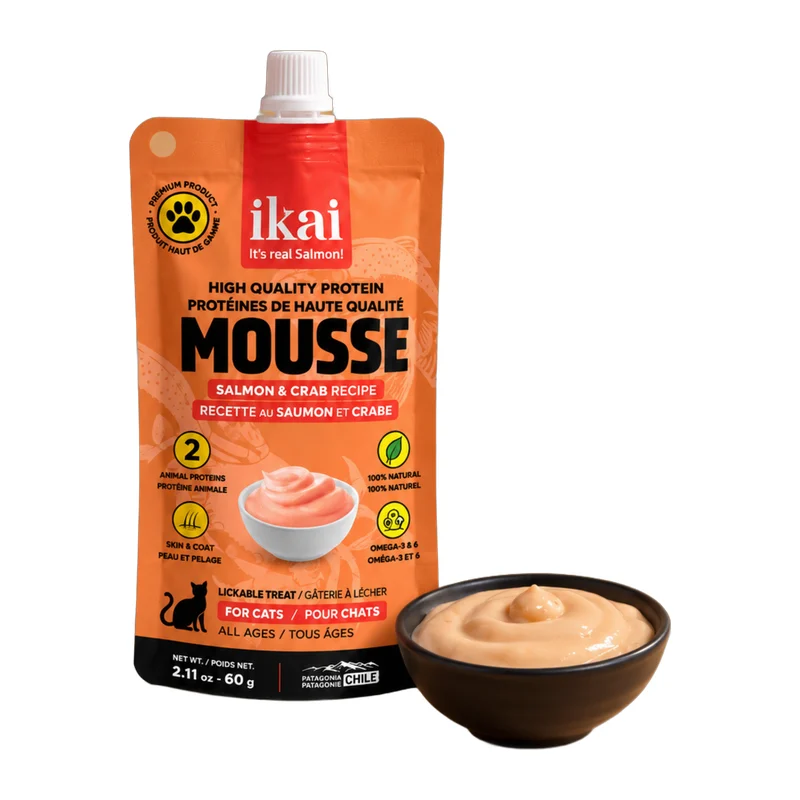 PREMIUM PRODUCT
PRODUIT HAUT DE GAMME
ikai
It's real Salmon!
HIGH QUALITY PROTEIN
PROTÉINES DE HAUTE QUALITÉ
MOUSSE
SALMON & CRAB RECIPE
RECETTE AU SAUMON ET CRABE
2
ANIMAL PROTEINS
PROTÉINE ANIMALE
100% NATURAL
100% NATUREL
SKIN & COAT
PEAU ET PELAGE
OMEGA-3 & 6
OMÉGA-3 ET 6
LICKABLE TREAT / GÂTERIE À LÉCHER
FOR CATS / POUR CHATS
ALL AGES / TOUS ÂGES
NET WT. / POIDS NET.
2.11 oz - 60 g
PATAGONIA
PATAGONIE
CHILE